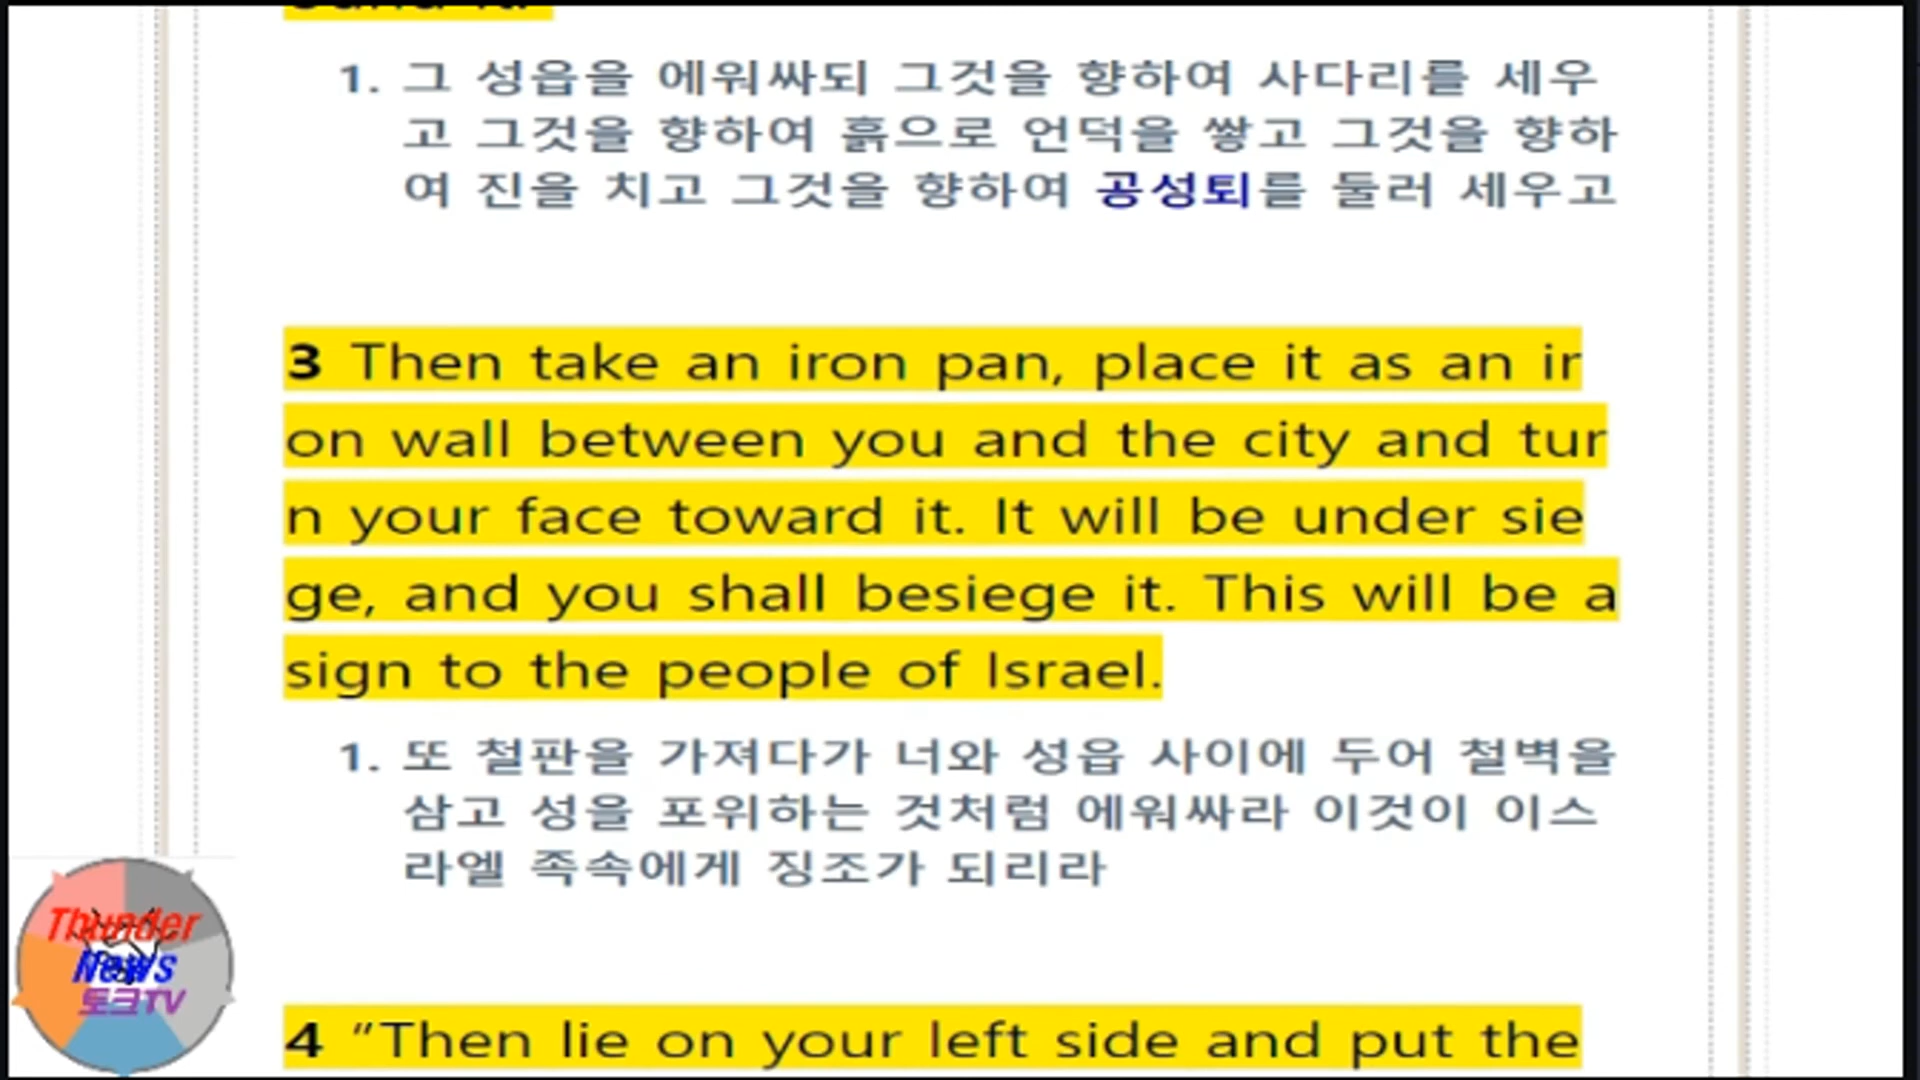 1. 그 성읍을 에워싸되 그것을 향하여 사다리를 세우
고 그것을 향하여 흙으로 언덕을 쌓고 그것을 향하
여 진을 치고 그것을 향하여 공성퇴를 둘러 세우고
3 Then take an iron pan, place it as an ir
on wall between you and the city and tur
n your face toward it. It will be under sie
ge, and you shall besiege it. This will be a
sign to the people of Israel.
1. 또 철판을 가져다가 너와 성읍 사이에 두어 철벽을
삼고 성을 포위하는 것처럼 에워싸라 이것이 이스
라엘 족속에게 징조가 되리라
Thunder
News
토크TV
4 “Then lie on your left side and put the